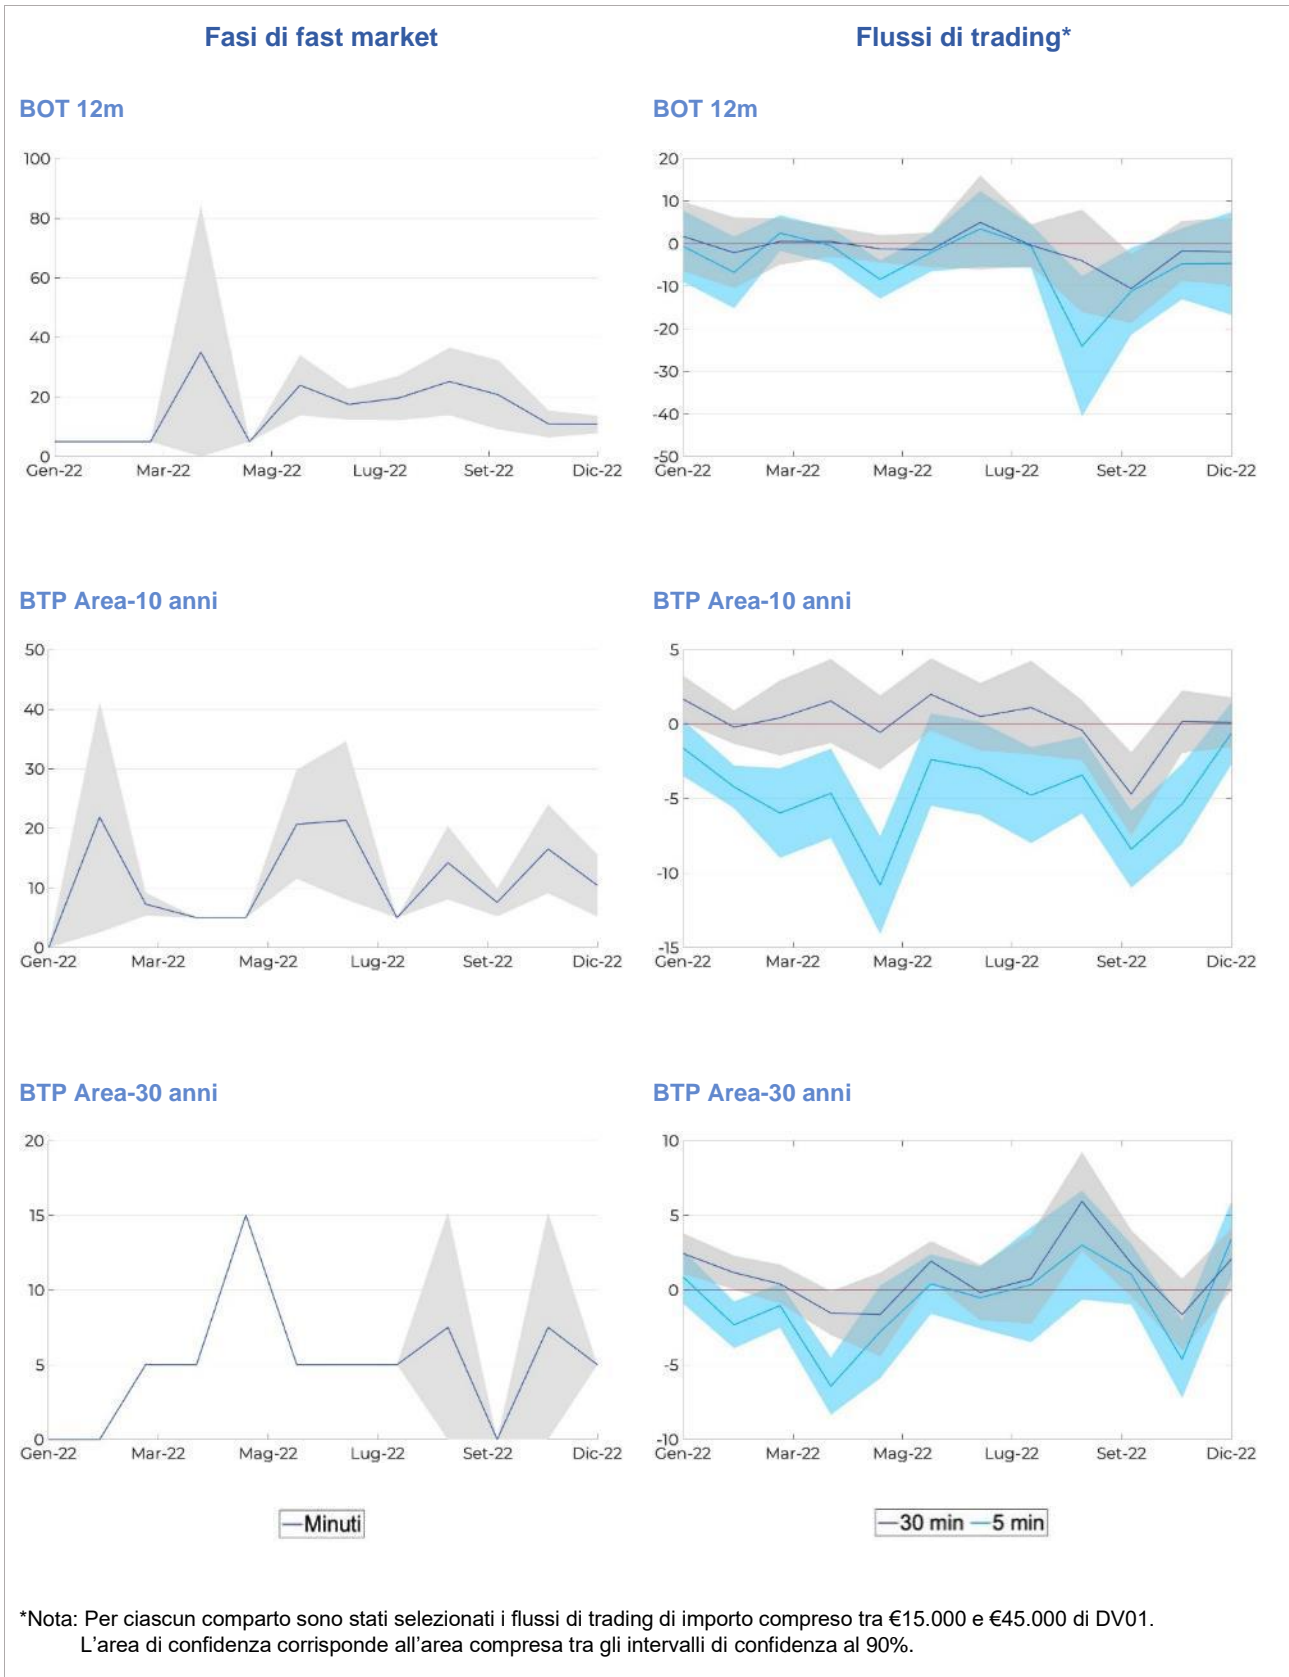 Fasi di fast market
Flussi di trading*
BOT 12m
BOT 12m
100
80
60
40
20
0
Gen-22 Mar-22 Mag-22 Lug-22 Set-22 Dic-22
20
10
0
-10
-20
-30
-40
-50
Gen-22 Mar-22 Mag-22 Lug-22 Set-22 Dic-22
BTP Area-10 anni
BTP Area-10 anni
50
40
30
20
10
0
Gen-22 Mar-22 Mag-22 Lug-22 Set-22 Dic-22
5
0
-5
-10
-15
Gen-22 Mar-22 Mag-22 Lug-22 Set-22 Dic-22
BTP Area-30 anni
BTP Area-30 anni
20
15
10
5
0
Gen-22 Mar-22 Mag-22 Lug-22 Set-22 Dic-22
10
5
0
-5
-10
Gen-22 Mar-22 Mag-22 Lug-22 Set-22 Dic-22
Minuti
30 min 5 min
*Nota: Per ciascun comparto sono stati selezionati i flussi di trading di importo compreso tra €15.000 e €45.000 di DV01.
L'area di confidenza corrisponde all'area compresa tra gli intervalli di confidenza al 90%.